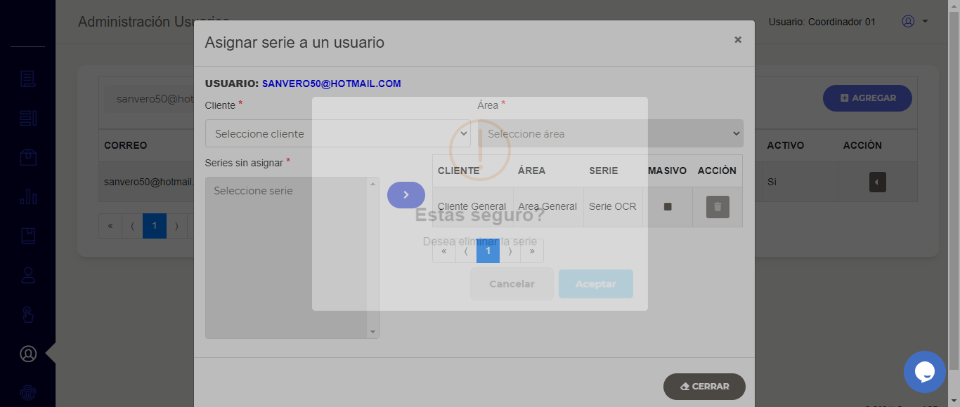 Administración Usuarios
Usuario: Coordinador 01
Asignar serie a un usuario
×
USUARIO: SANVERO50@HOTMAIL.COM
Cliente *
Área *
Seleccione cliente
Seleccione área
sanvero50@hot
AGREGAR
Series sin asignar *
Seleccione serie
CORREO
CLIENTE ÁREA SERIE MASIVO ACCIÓN
ACTIVO ACCIÓN
sanvero50@hotmail.
Cliente General Area General Serie OCR
Si
Estás seguro?
Desea eliminar la serie
« ⟨ 1 ⟩ »
« ⟨ 1 ⟩
Cancelar Aceptar
CERRAR